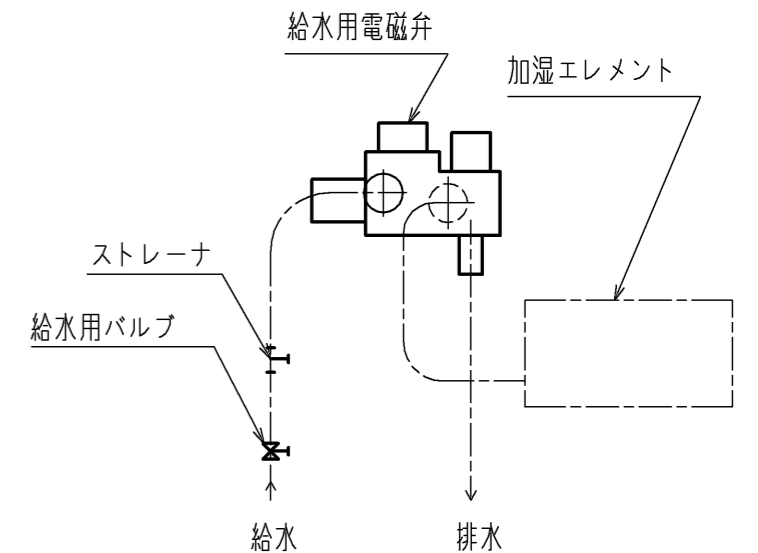 給水用電磁弁
加湿エレメント
ストレーナ
給水用バルブ
給水
排水